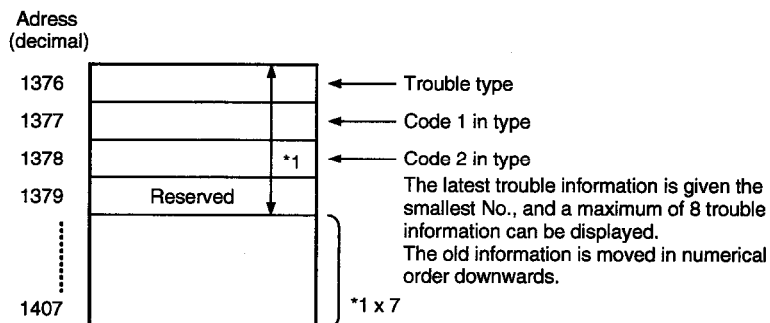 Adress
(decimal)
1376
Trouble type
1377
Code 1 in type
1378
*1
Code 2 in type
1379
Reserved
The latest trouble information is given the
smallest No., and a maximum of 8 trouble
information can be displayed.
The old information is moved in numerical
order downwards.
1407
*1 x 7